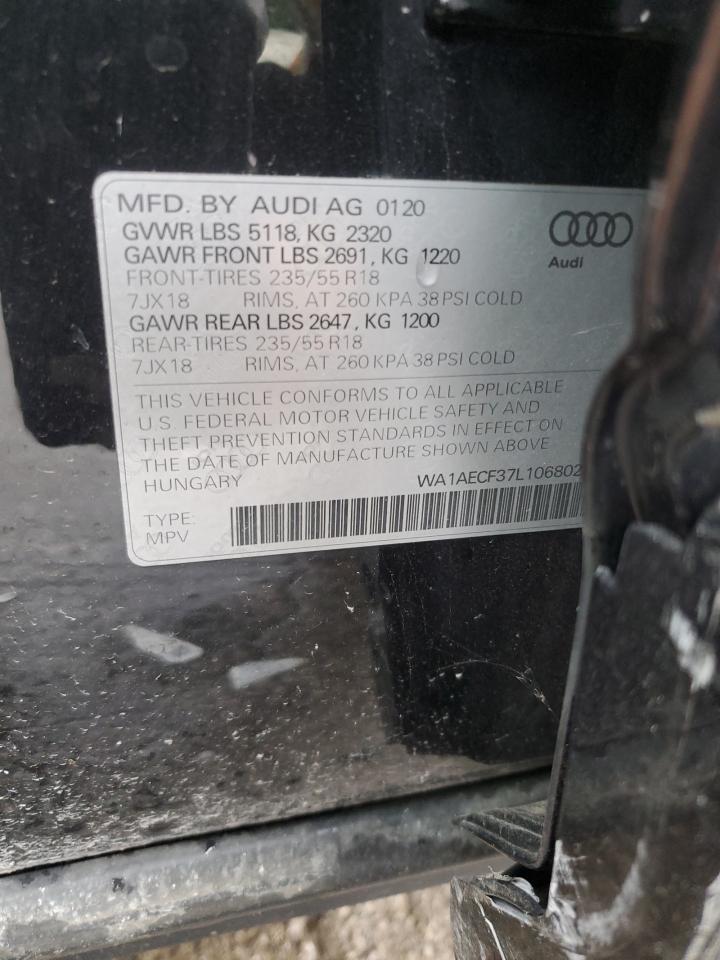 MFD. BY AUDI AG 0120
GVWR LBS 5118, KG 2320
GAWR FRONT LBS 2691, KG 1220
FRONT-TIRES 235/55 R18
7JX18 RIMS, AT 260 KPA 38 PSI COLD
GAWR REAR LBS 2647, KG 1200
REAR-TIRES 235/55 R18
7JX18 RIMS, AT 260 KPA 38 PSI COLD
Audi
THIS VEHICLE CONFORMS TO ALL APPLICABLE
U.S. FEDERAL MOTOR VEHICLE SAFETY AND
THEFT PREVENTION STANDARDS IN EFFECT ON
THE DATE OF MANUFACTURE SHOWN ABOVE
HUNGARY WA1AECF37L106802
TYPE:
MPV